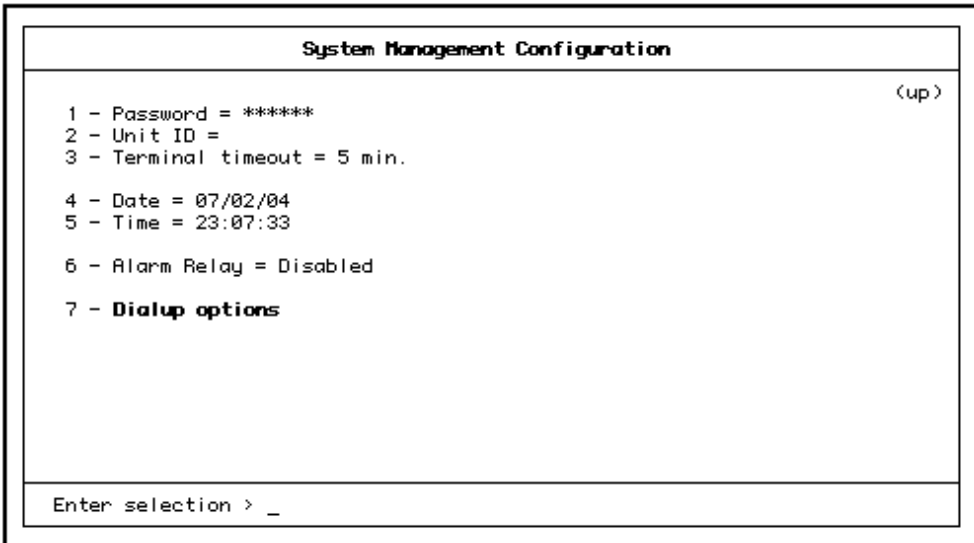 System Management Configuration
(up)
1 - Password = ******
2 - Unit ID =
3 - Terminal timeout = 5 min.
4 - Date = 07/02/04
5 - Time = 23:07:33
6 - Alarm Relay = Disabled
7 - Dialup options
Enter selection > _